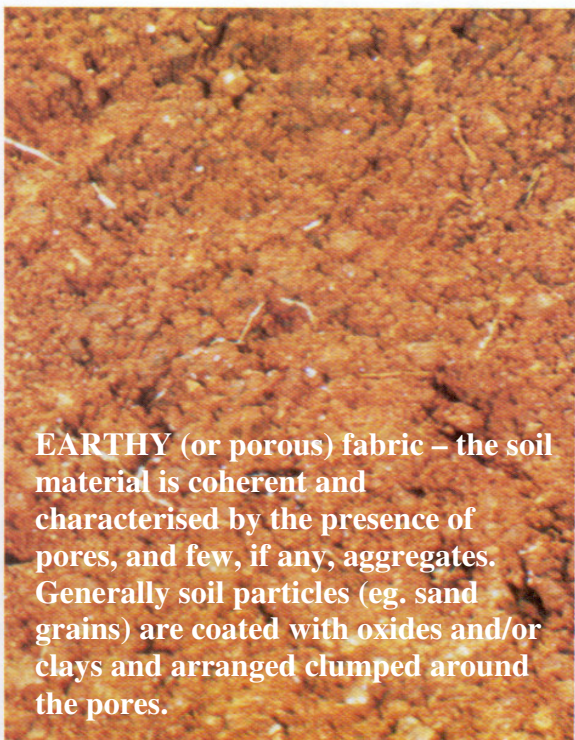 EARTHY (or porous) fabric – the soil
material is coherent and
characterised by the presence of
pores, and few, if any, aggregates.
Generally soil particles (eg. sand
grains) are coated with oxides and/or
clays and arranged clumped around
the pores.